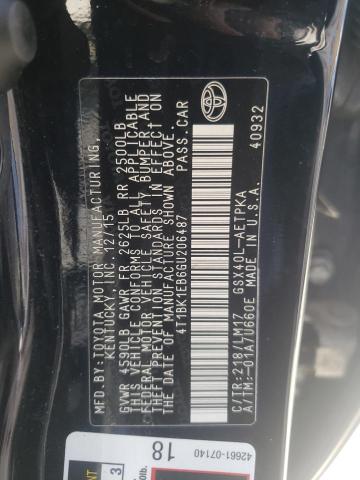 MFD. BY:TOYOTA MOTOR MANUFACTURING,
KENTUCKY, INC. 12/15
GVWR 4590LB GAWR FR 2625LB RR 2500LB
THIS VEHICLE CONFORMS TO ALL APPLICABLE
FEDERAL MOTOR VEHICLE SAFETY, BUMPER AND
THEFT PREVENTION STANDARDS IN EFFECT ON
THE DATE OF MANUFACTURE SHOWN ABOVE.
4T1BK1EB6GU206487 PASS.CAR
TOYOTA
C/TR:218/LM17 GSX40L-AETPKA
A/TM:-01A/U660E MADE IN U.S.A.
40932
42661-07140
18